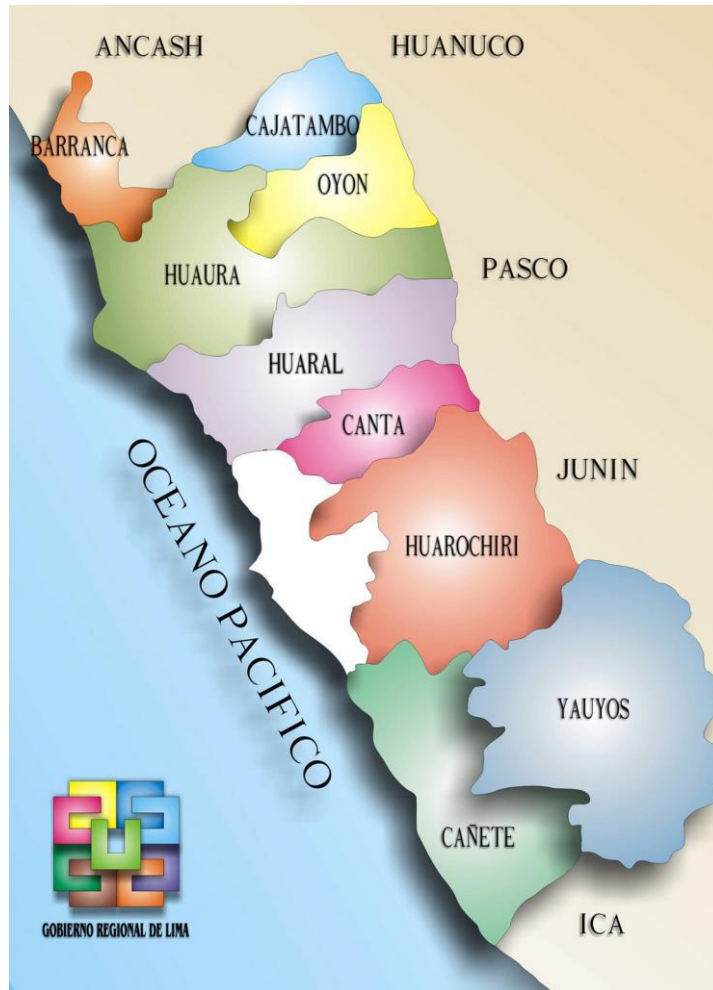 ANCASH
HUANUCO
CAJATAMBO
BARRANCA
OYON
HUAURA
PASCO
HUARAL
CANTA
JUNIN
HUAROCHIRI
OCEANO PACIFICO
YAUYOS
CAÑETE
ICA
GOBIERNO REGIONAL DE LIMA